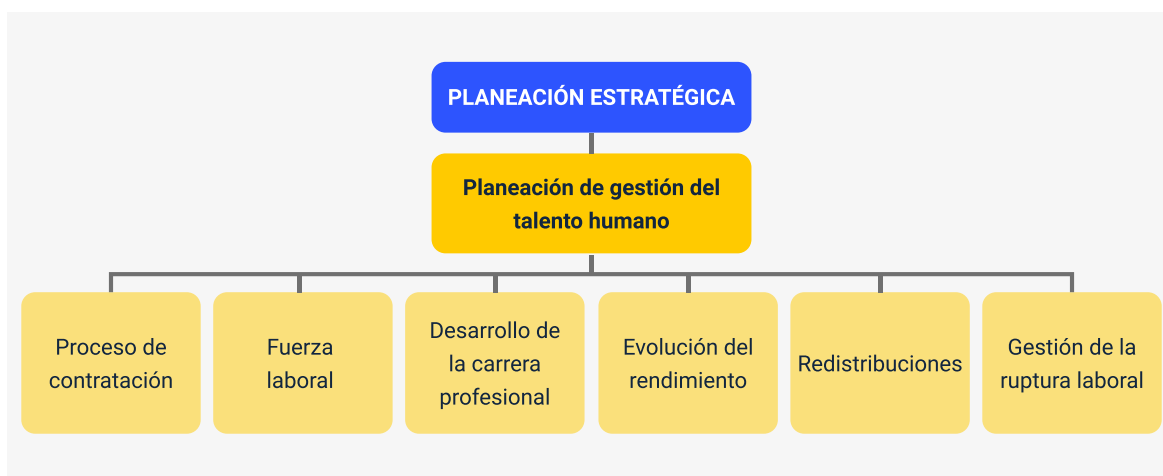 PLANEACIÓN ESTRATÉGICA
Planeación de gestión del
talento humano
Proceso de
contratación
Fuerza
laboral
Desarrollo de
la carrera
profesional
Evolución del
rendimiento
Redistribuciones
Gestión de la
ruptura laboral